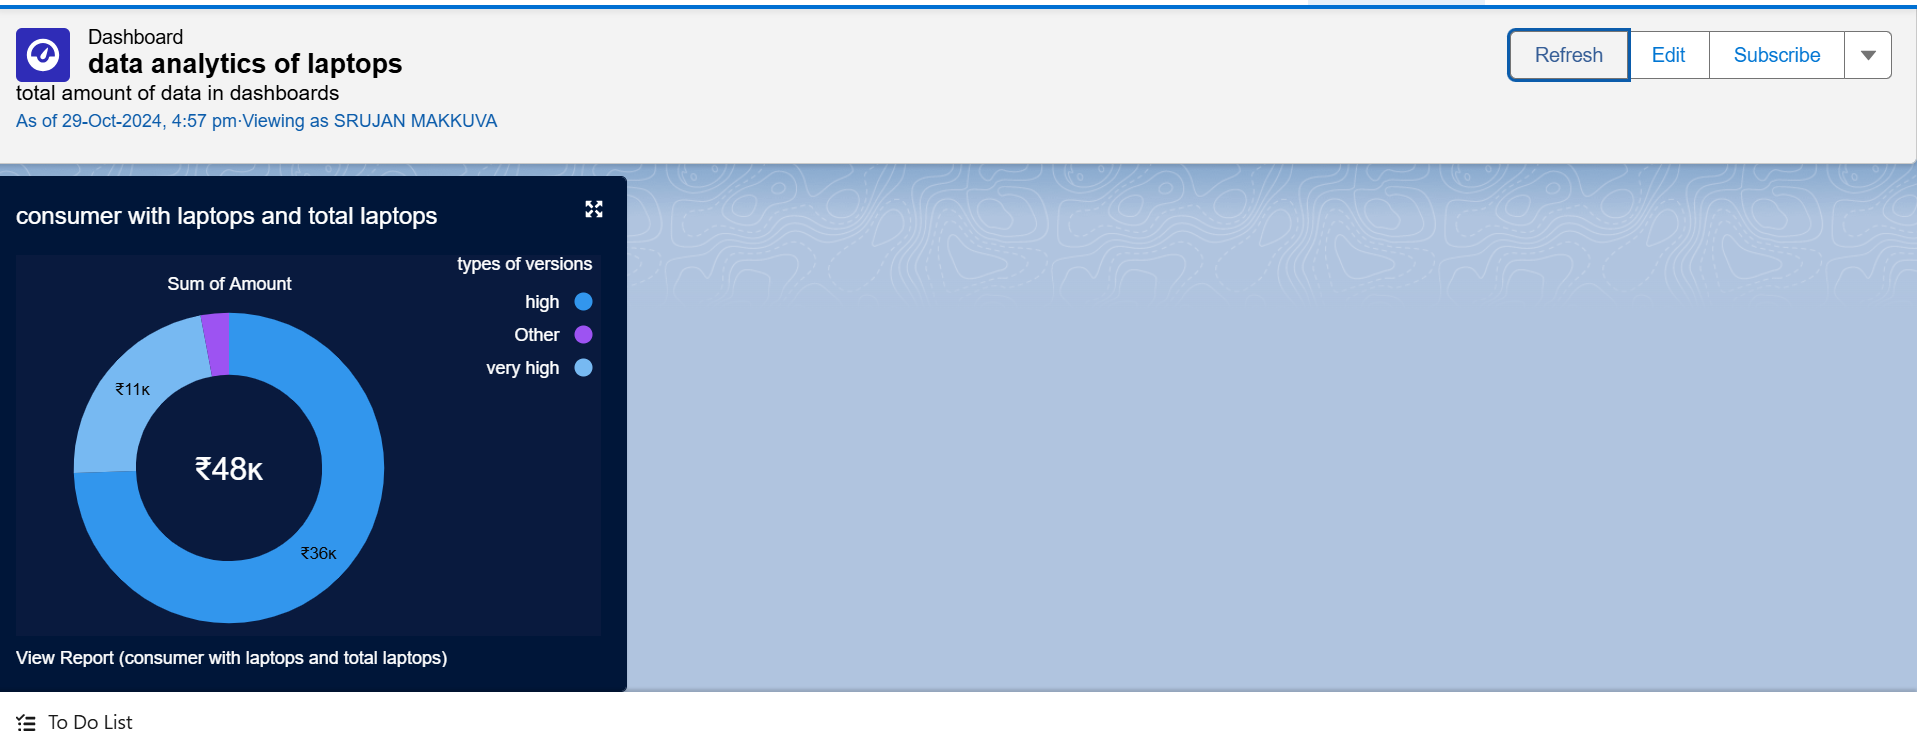 Dashboard
data analytics of laptops
total amount of data in dashboards
As of 29-Oct-2024, 4:57 pm·Viewing as SRUJAN MAKKUVA
Refresh
Edit
Subscribe
consumer with laptops and total laptops
types of versions
Sum of Amount
high
Other
very high
₹11K
₹48K
₹36K
View Report (consumer with laptops and total laptops)
To Do List